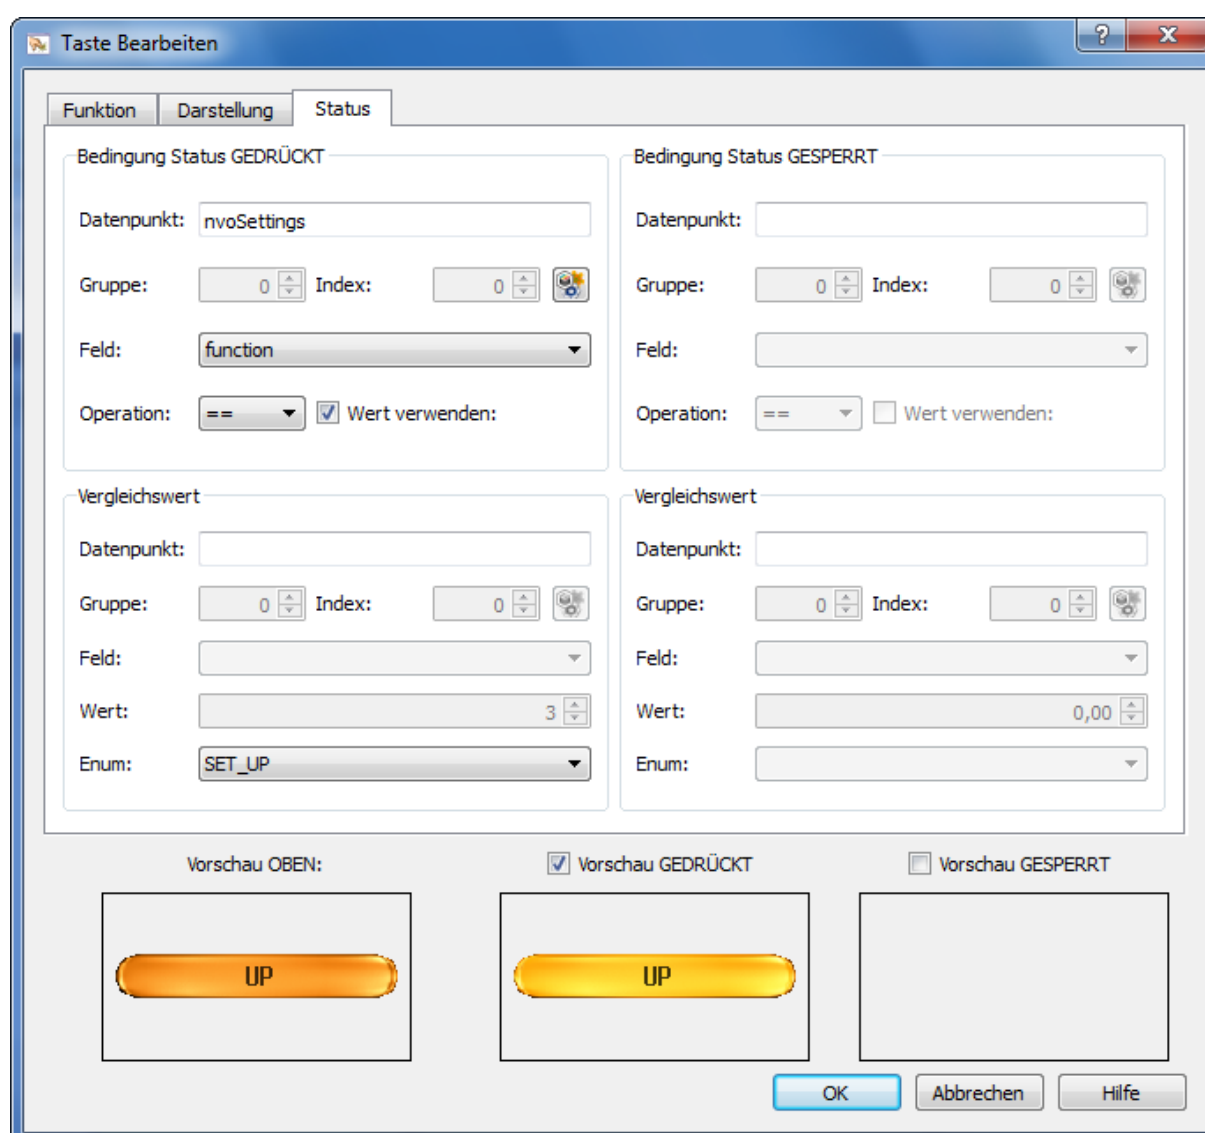 Taste Bearbeiten
?
Funktion Darstellung Status
Bedingung Status GEDRÜCKT
Datenpunkt: nvoSettings
Gruppe: 0 Index: 0
Feld: function
Operation: == Wert verwenden:
Vergleichswert
Datenpunkt:
Gruppe: 0 Index: 0
Feld:
Wert: 3
Enum: SET_UP
Bedingung Status GESPERRT
Datenpunkt:
Gruppe: 0 Index: 0
Feld:
Operation: == Wert verwenden:
Vergleichswert
Datenpunkt:
Gruppe: 0 Index: 0
Feld:
Wert: 0,00
Enum:
Vorschau OBEN:
UP
Vorschau GEDRÜCKT
UP
Vorschau GESPERRT
OK Abbrechen Hilfe